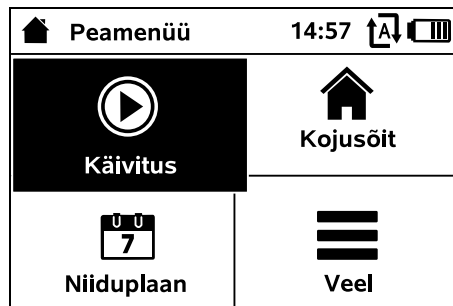 Peamenüü 14:57 A
Käivitus
Kojusõit
7
Niiduplaan
Veel